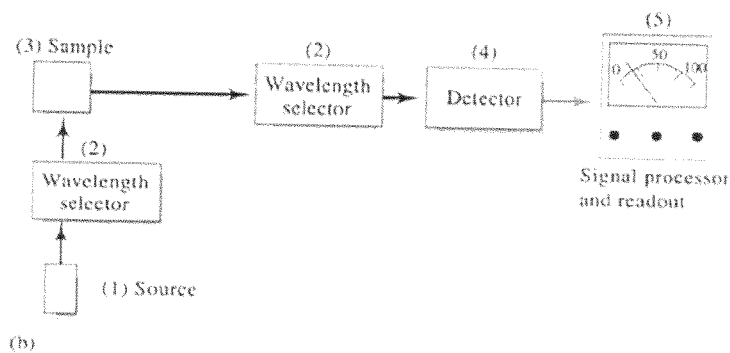 (5)
(3) Sample
(2)
(4)
0 50 100
Wavelength
selector
Detector
(2)
Wavelength
selector
Signal processor
and readout
(1) Source
(b)